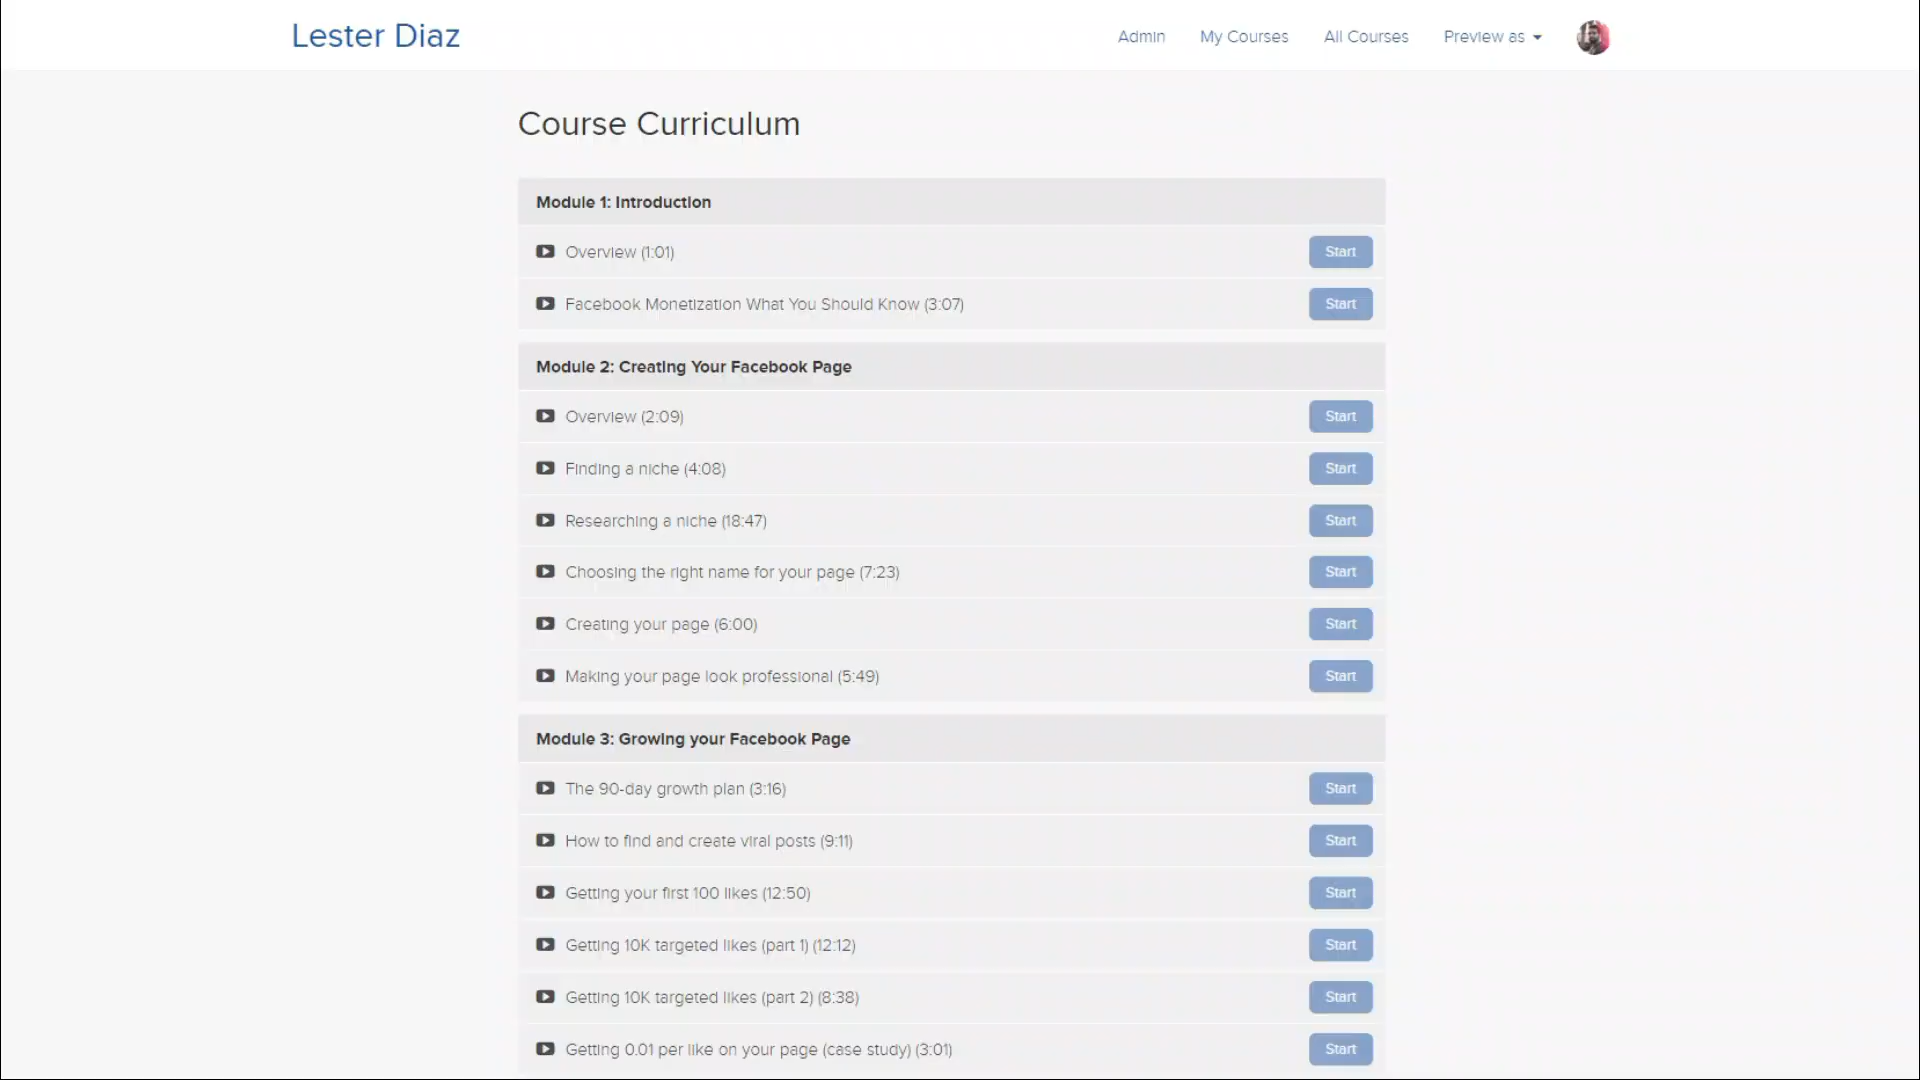 Lester Diaz
Admin
My Courses
All Courses
Preview as
Course Curriculum
Module 1: Introduction
Overview (1:01)
Start
Facebook Monetization What You Should Know (3:07)
Start
Module 2: Creating Your Facebook Page
Overview (2:09)
Start
Finding a niche (4:08)
Start
Researching a niche (18:47)
Start
Choosing the right name for your page (7:23)
Start
Creating your page (6:00)
Start
Making your page look professional (5:49)
Start
Module 3: Growing your Facebook Page
The 90-day growth plan (3:16)
Start
How to find and create viral posts (9:11)
Start
Getting your first 100 likes (12:50)
Start
Getting 10K targeted likes (part 1) (12:12)
Start
Getting 10K targeted likes (part 2) (8:38)
Start
Getting 0.01 per like on your page (case study) (3:01)
Start